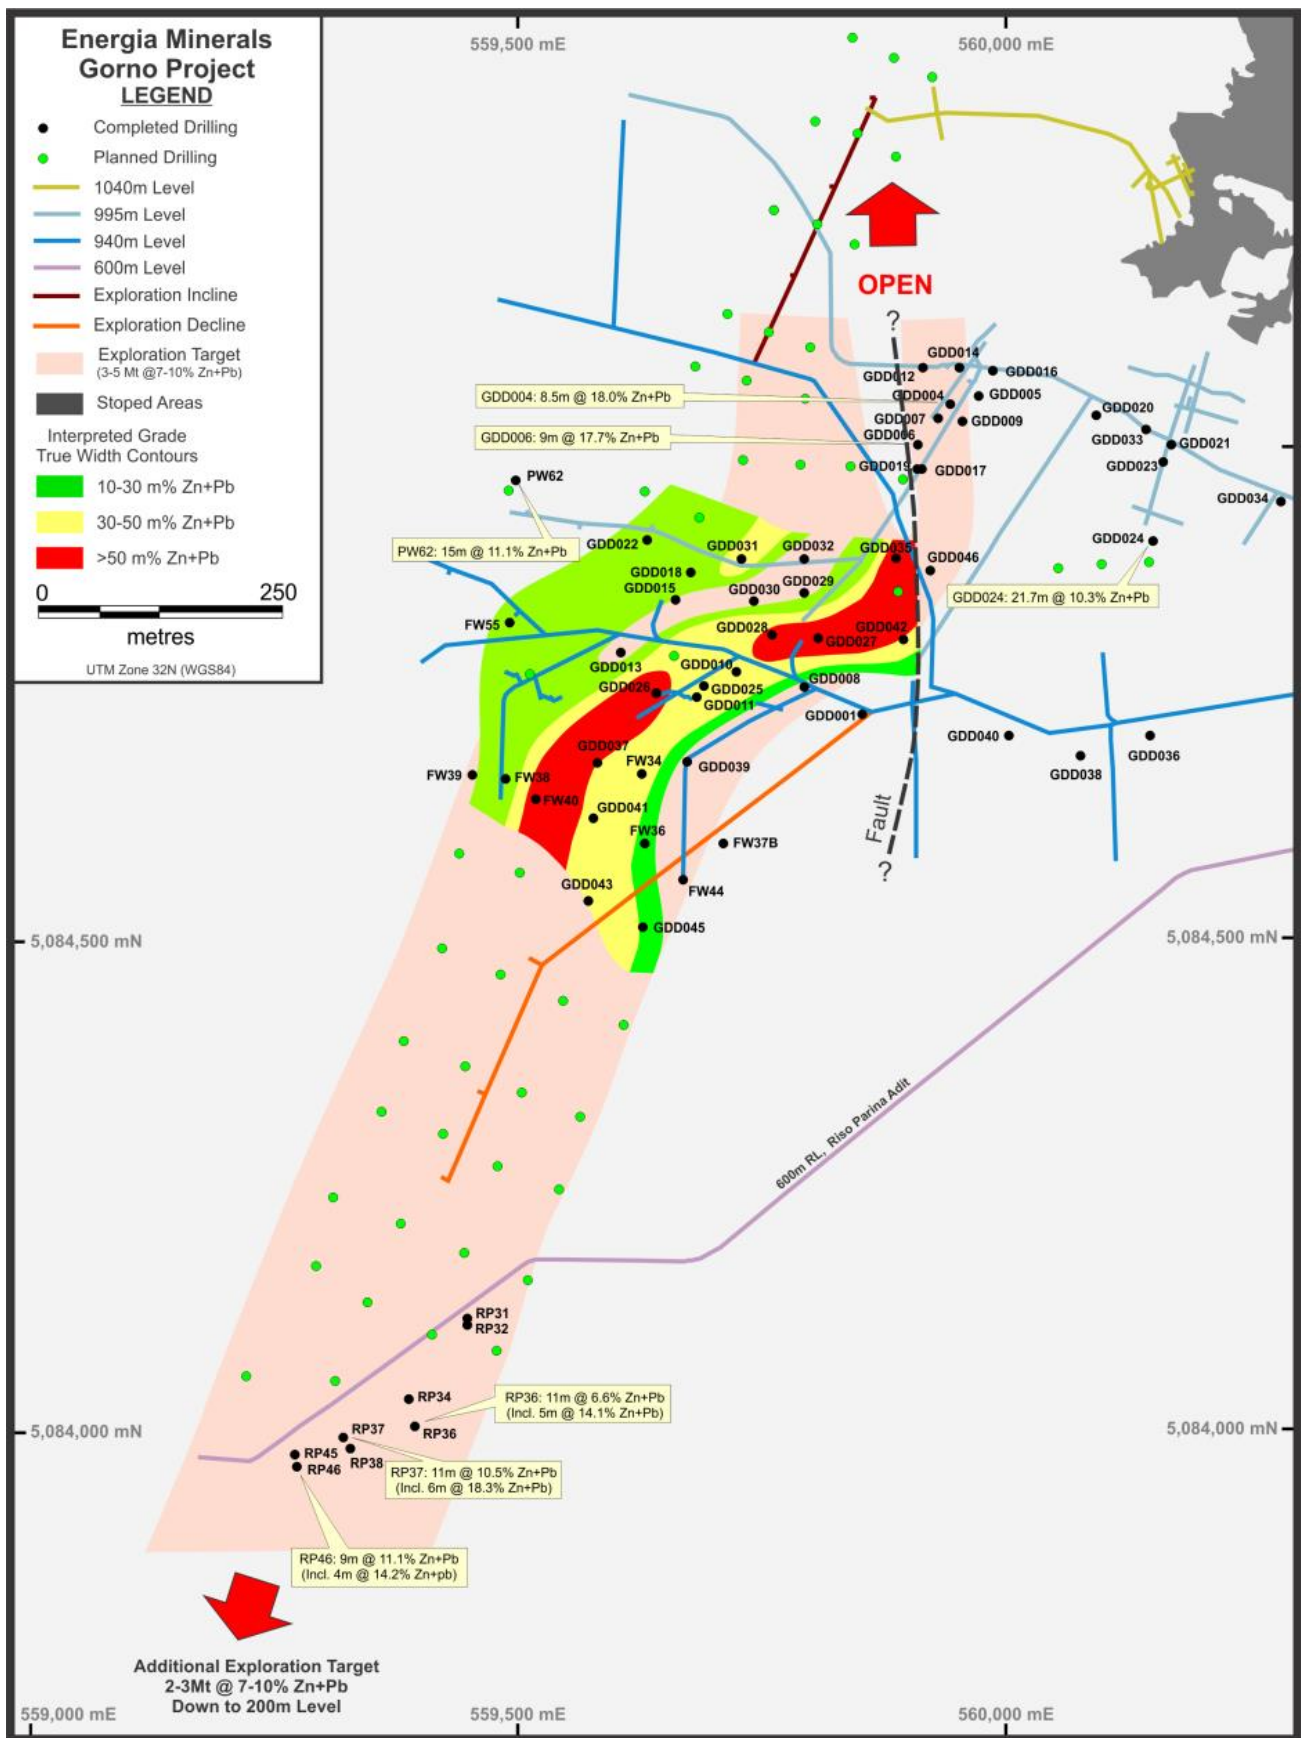 Energia Minerals
Gorno Project
LEGEND
Completed Drilling
Planned Drilling
1040m Level
995m Level
940m Level
600m Level
Exploration Incline
Exploration Decline
Exploration Target
(3-5 Mt @7-10% Zn+Pb)
Stoped Areas
Interpreted Grade
True Width Contours
10-30 m% Zn+Pb
30-50 m% Zn+Pb
>50 m% Zn+Pb
0 250
metres
UTM Zone 32N (WGS84)
559,500 mE
560,000 mE
OPEN
?
GDD014
GDD012
GDD016
GDD004: 8.5m @ 18.0% Zn+Pb
GDD004
GDD005
GDD007
GDD009
GDD020
GDD006: 9m @ 17.7% Zn+Pb
GDD006
GDD033
GDD021
GDD019
GDD017
GDD023
PW62
GDD034
PW62: 15m @ 11.1% Zn+Pb
GDD022
GDD031
GDD032
GDD035
GDD024
GDD046
GDD018
GDD015
GDD030
GDD029
GDD024: 21.7m @ 10.3% Zn+Pb
FW55
GDD028
GDD027
GDD042
GDD013
GDD010
GDD026
GDD025
GDD011
GDD008
GDD001
GDD040
GDD038
GDD036
GDD037
FW34
GDD039
FW39
FW38
FW40
GDD041
FW36
FW37B
Fault
?
GDD043
FW44
GDD045
5,084,500 mN
5,084,500 mN
600m RL, Riso Parina Adit
RP31
RP32
RP34
RP36: 11m @ 6.6% Zn+Pb
(Incl. 5m @ 14.1% Zn+Pb)
RP36
5,084,000 mN
5,084,000 mN
RP37
RP38
RP45
RP46
RP37: 11m @ 10.5% Zn+Pb
(Incl. 6m @ 18.3% Zn+Pb)
RP46: 9m @ 11.1% Zn+Pb
(Incl. 4m @ 14.2% Zn+pb)
Additional Exploration Target
2-3Mt @ 7-10% Zn+Pb
Down to 200m Level
559,000 mE
559,500 mE
560,000 mE